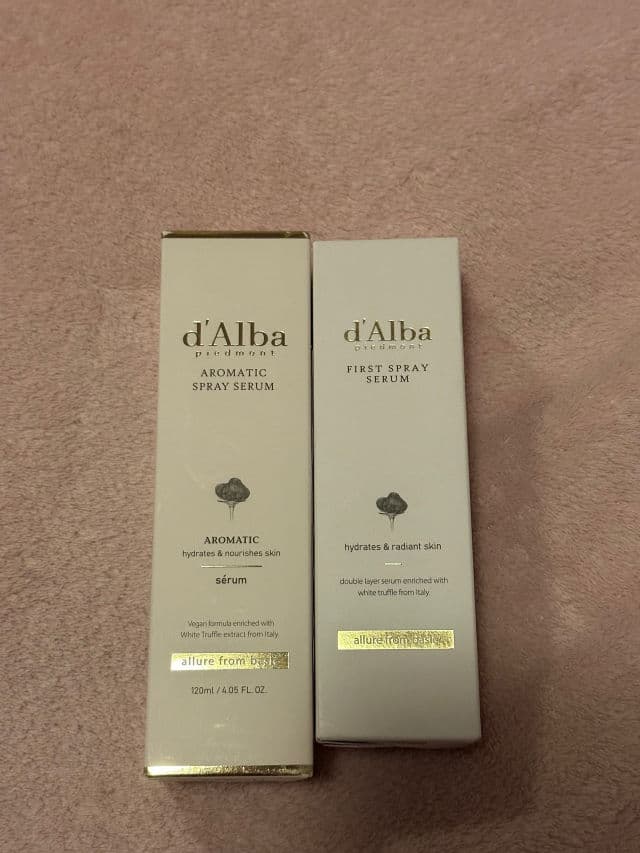 d'Alba
piedmont
AROMATIC
SPRAY SERUM
AROMATIC
hydrates & nourishes skin
sérum
Vegan formula enriched with
White Truffle extract from Italy.
allure from basic
120ml / 4.05 FL. OZ.
d'Alba
piedmont
FIRST SPRAY
SERUM
hydrates & radiant skin
double layer serum enriched with
white truffle from Italy.
allure from basic